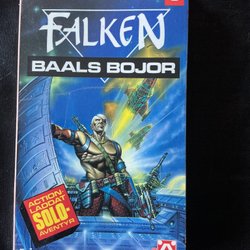 FALKEN
BAALS BOJOR
ACTION-
LADDAT
SOLO-
ÄVENTYR